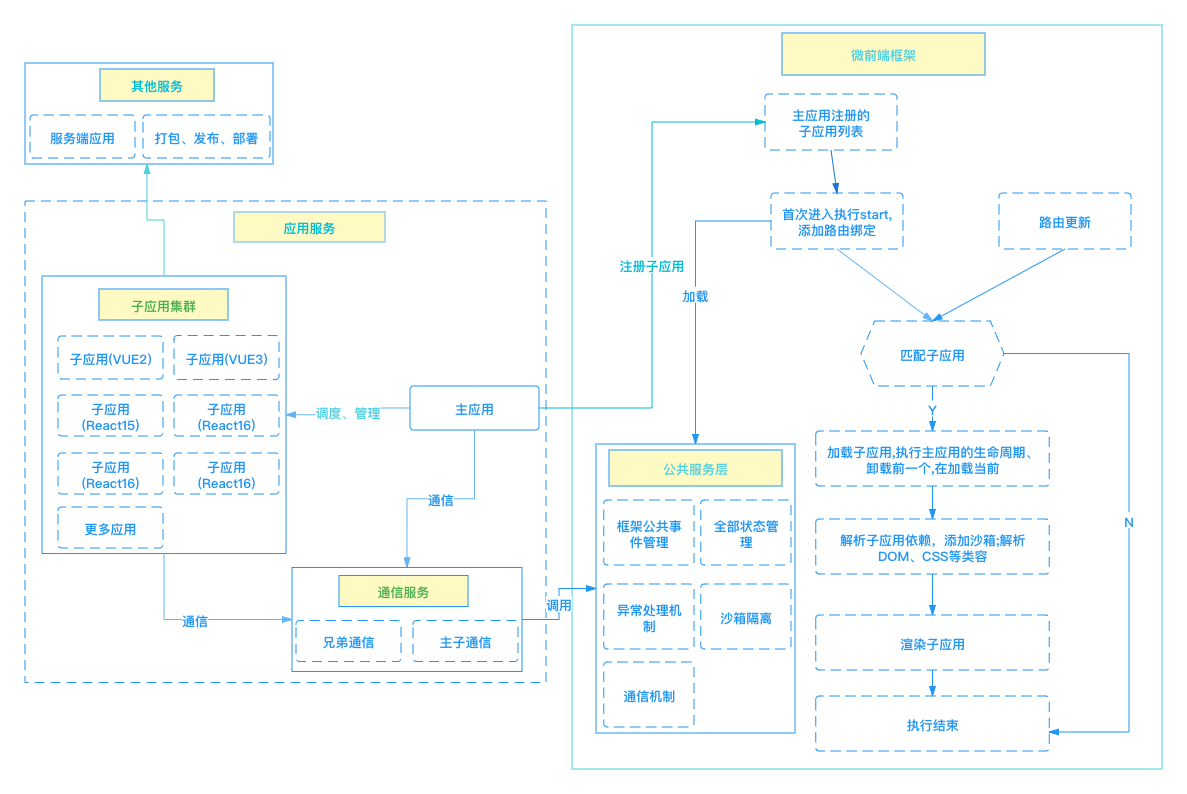 其他服务
服务端应用
打包、发布、部署
应用服务
子应用集群
子应用(VUE2)
子应用(VUE3)
子应用
(React15)
子应用
(React16)
子应用
(React16)
子应用
(React16)
更多应用
调度、管理
主应用
通信
通信
通信服务
兄弟通信
主子通信
调用
注册子应用
加载
微前端框架
主应用注册的
子应用列表
首次进入执行start,
添加路由绑定
路由更新
匹配子应用
Y
N
加载子应用,执行主应用的生命周期、
卸载前一个,在加载当前
解析子应用依赖，添加沙箱;解析
DOM、CSS等类容
渲染子应用
执行结束
公共服务层
框架公共事
件管理
全部状态管
理
异常处理机
制
沙箱隔离
通信机制